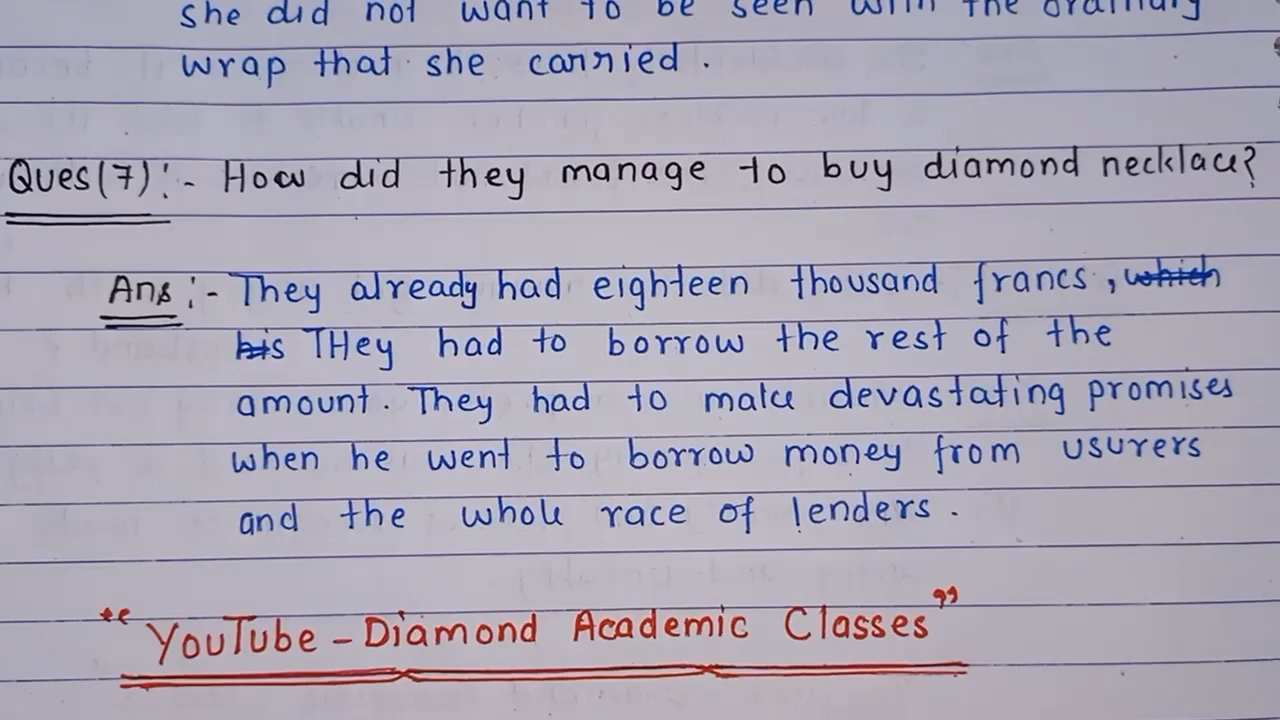 she did not want to be seen with the ordinary
wrap that she carried.
Ques(7):- How did they manage to buy diamond necklace?
Ans:- They already had eighteen thousand francs, which
his THey had to borrow the rest of the
amount. They had to make devastating promises
when he went to borrow money from usurers
and the whole race of lenders.
"YouTube - Diamond Academic Classes"